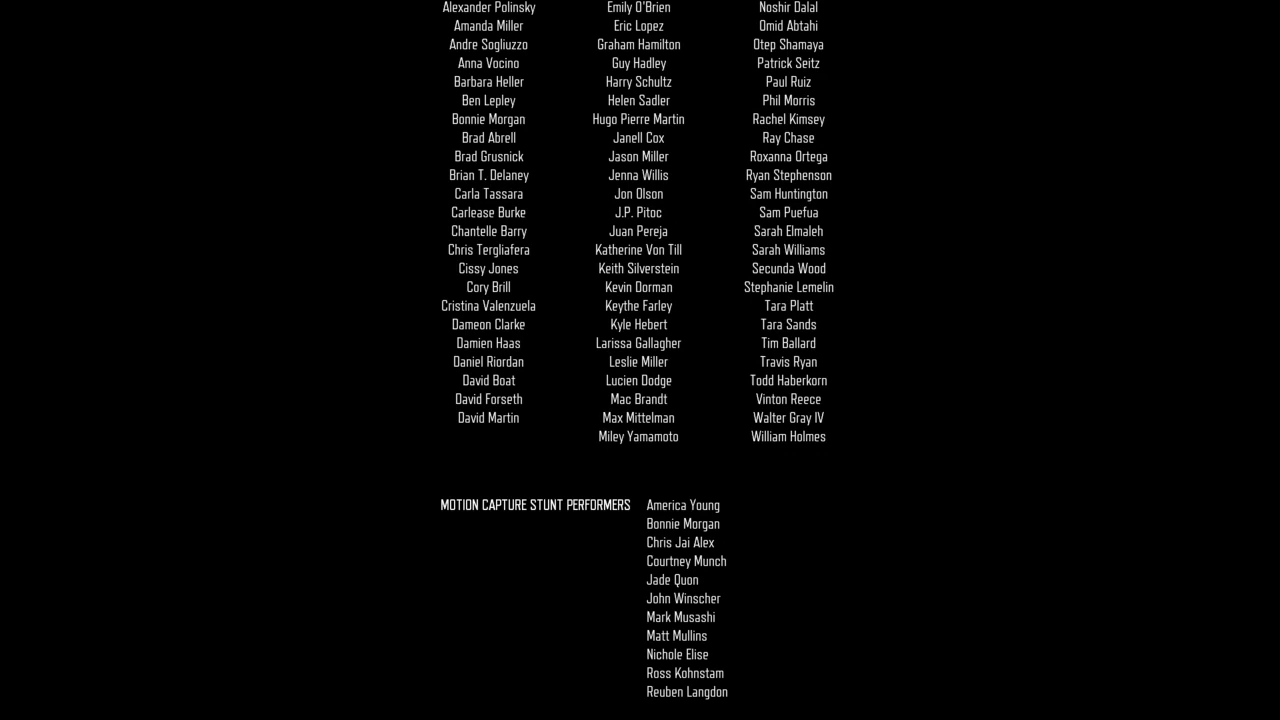 Alexander Polinsky
Amanda Miller
Andre Sogliuzzo
Anna Vocino
Barbara Heller
Ben Lepley
Bonnie Morgan
Brad Abrell
Brad Grusnick
Brian T. Delaney
Carla Tassara
Carlease Burke
Chantelle Barry
Chris Tergliafera
Cissy Jones
Cory Brill
Cristina Valenzuela
Dameon Clarke
Damien Haas
Daniel Riordan
David Boat
David Forseth
David Martin
Emily O'Brien
Eric Lopez
Graham Hamilton
Guy Hadley
Harry Schultz
Helen Sadler
Hugo Pierre Martin
Janell Cox
Jason Miller
Jenna Willis
Jon Olson
J.P. Pitoc
Juan Pereja
Katherine Von Till
Keith Silverstein
Kevin Dorman
Keythe Farley
Kyle Hebert
Larissa Gallagher
Leslie Miller
Lucien Dodge
Mac Brandt
Max Mittelman
Miley Yamamoto
Noshir Dalal
Omid Abtahi
Otep Shamaya
Patrick Seitz
Paul Ruiz
Phil Morris
Rachel Kimsey
Ray Chase
Roxanna Ortega
Ryan Stephenson
Sam Huntington
Sam Puefua
Sarah Elmaleh
Sarah Williams
Secunda Wood
Stephanie Lemelin
Tara Platt
Tara Sands
Tim Ballard
Travis Ryan
Todd Haberkorn
Vinton Reece
Walter Gray IV
William Holmes
MOTION CAPTURE STUNT PERFORMERS
America Young
Bonnie Morgan
Chris Jai Alex
Courtney Munch
Jade Quon
John Winscher
Mark Musashi
Matt Mullins
Nichole Elise
Ross Kohnstam
Reuben Langdon